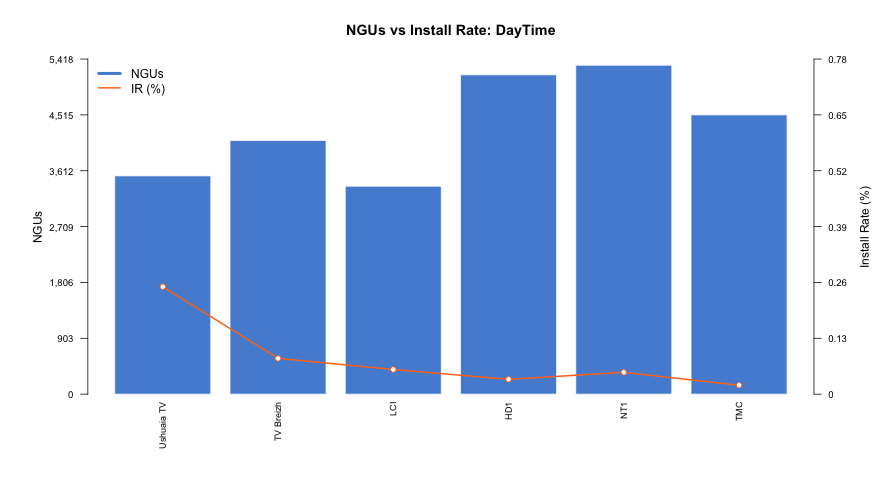 NGUs vs Install Rate: DayTime
NGUs
IR (%)
5,418
4,515
3,612
2,709
1,806
903
0
NGUs
0.78
0.65
0.52
0.39
0.26
0.13
0
Install Rate (%)
Ushuaia TV
TV Breizh
LCI
HD1
NT1
TMC